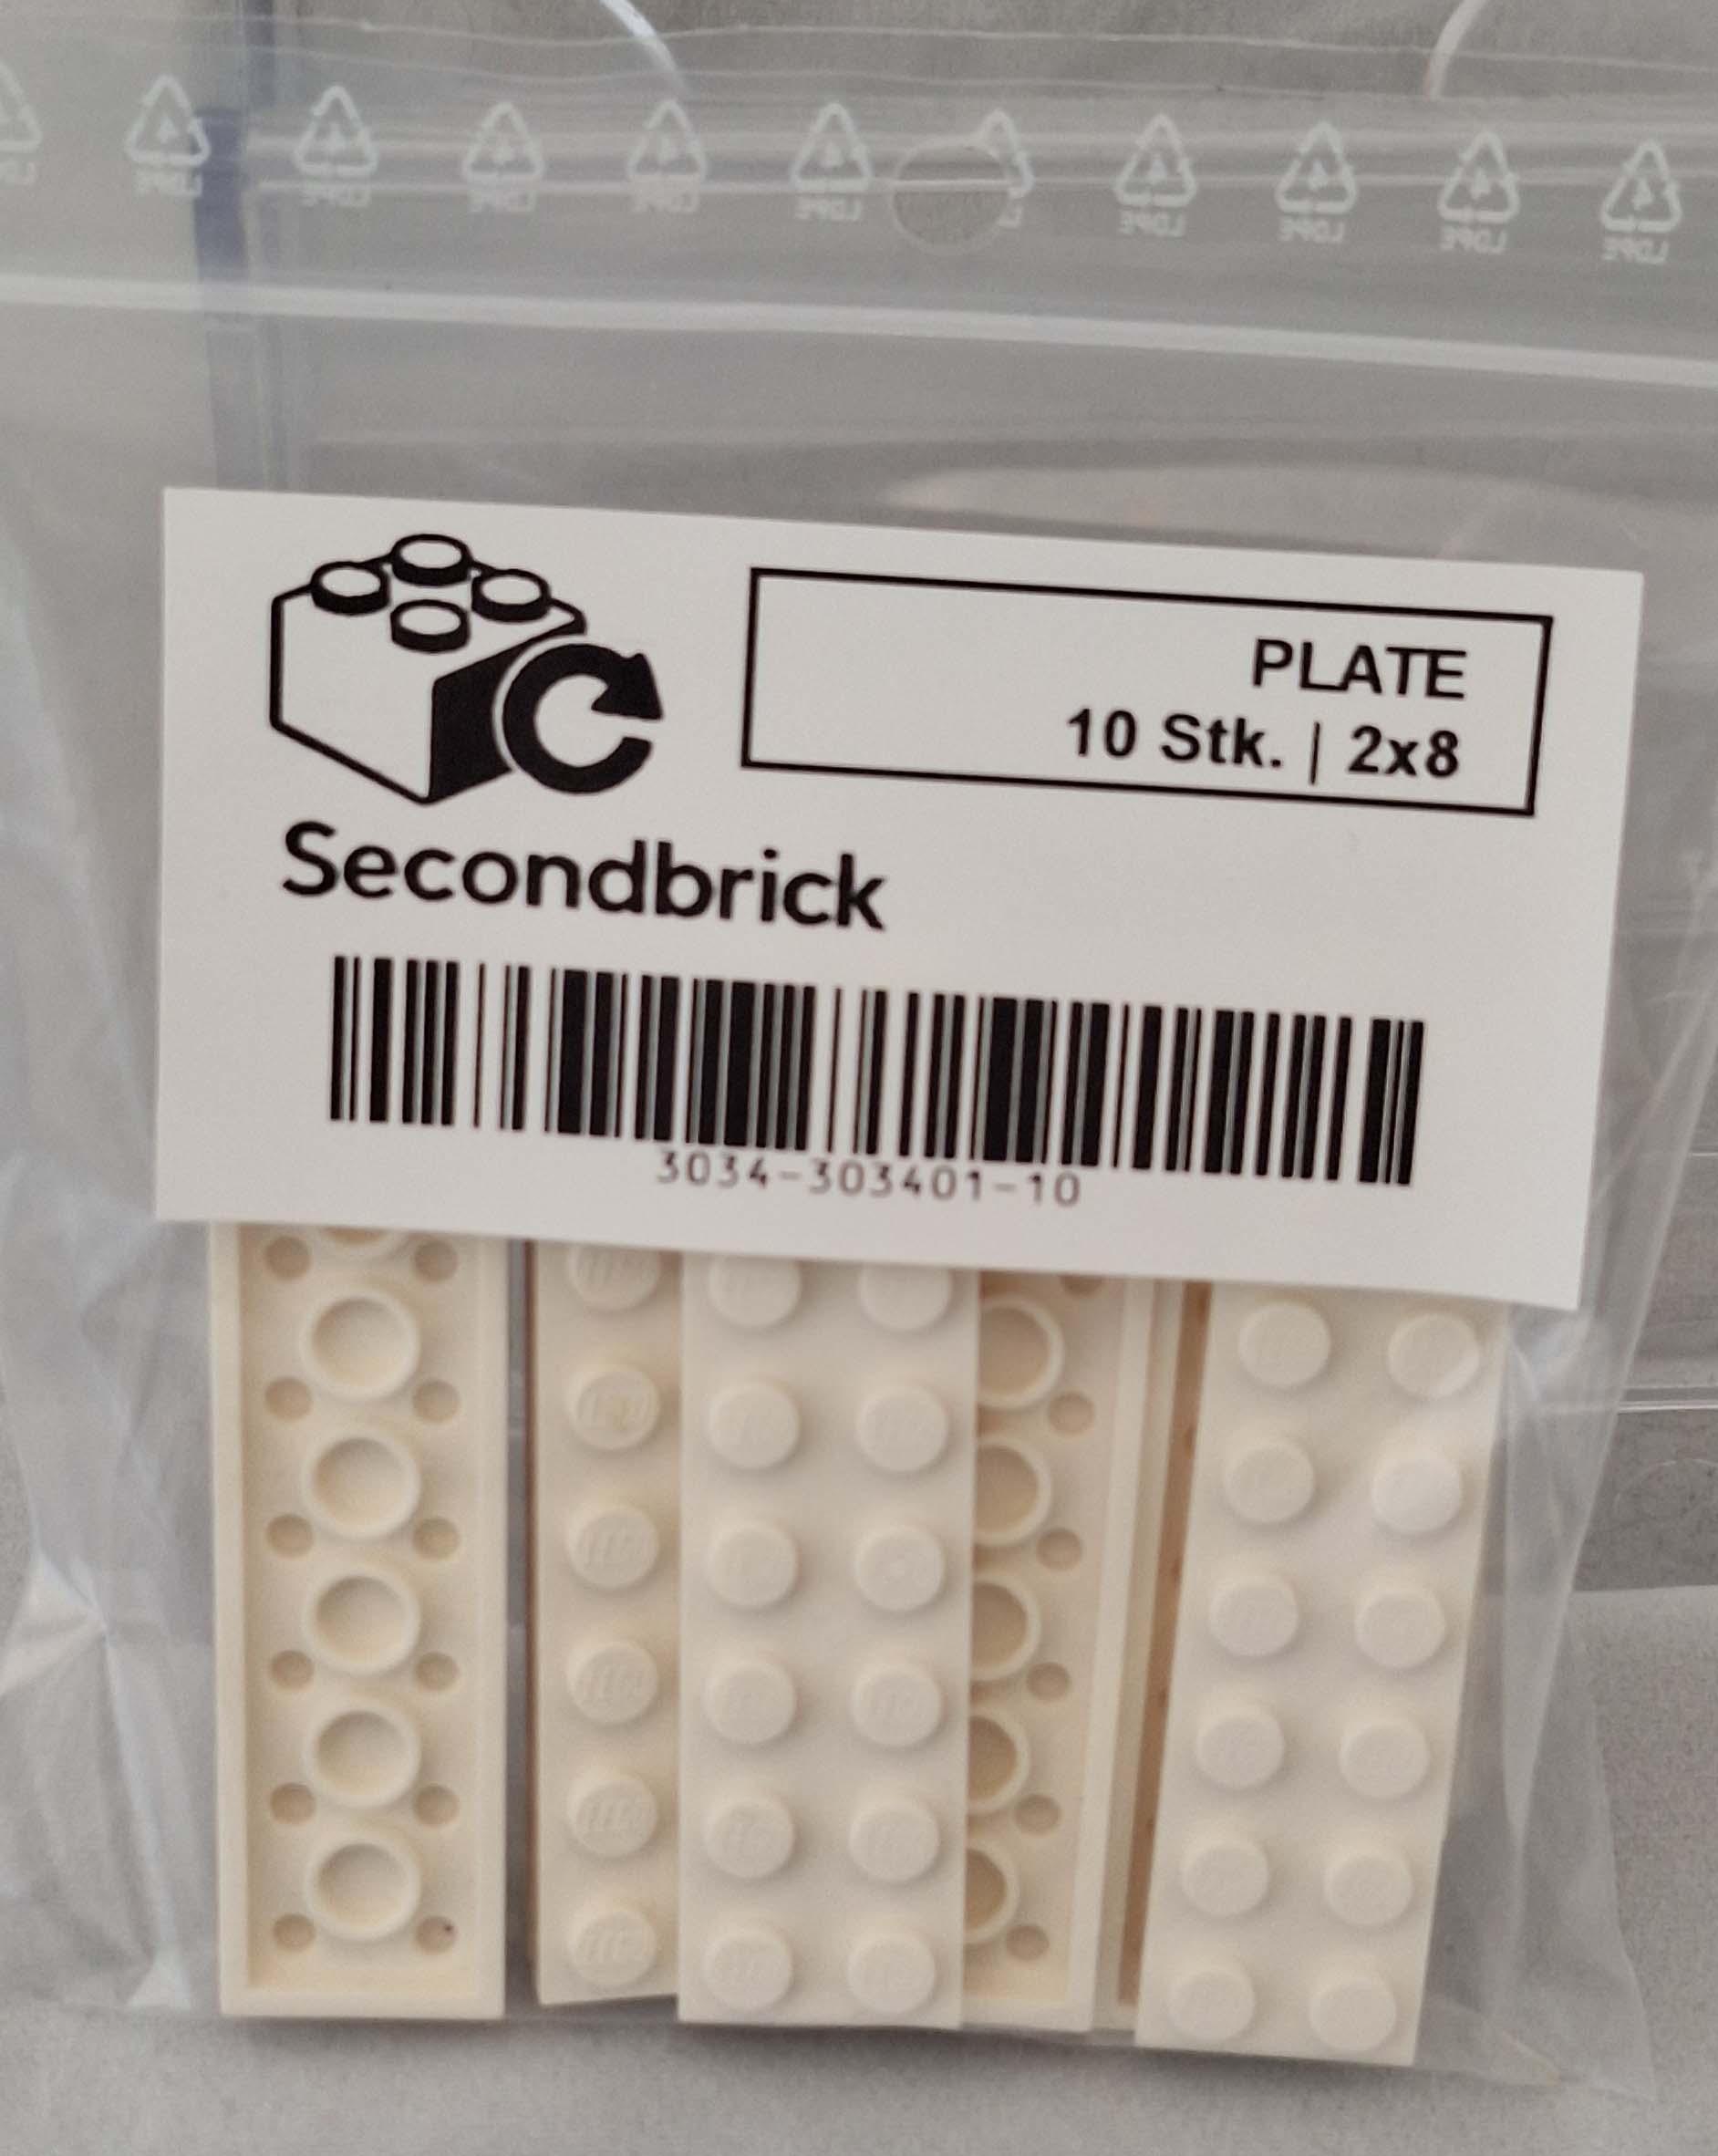 PLATE
10 Stk. | 2x8
Secondbrick
3034-303401-10